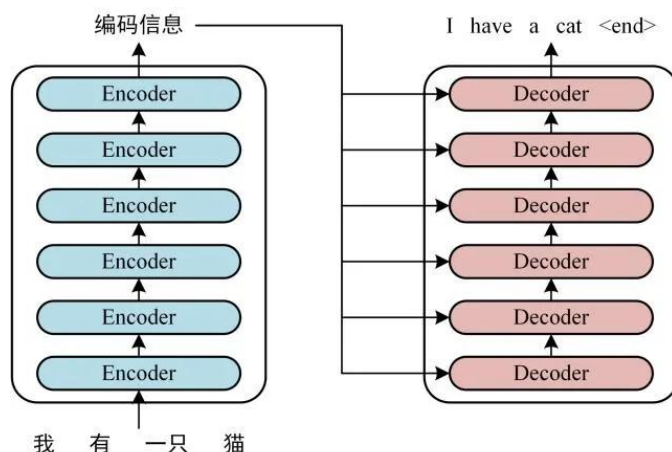 编码信息
Encoder
Encoder
Encoder
Encoder
Encoder
Encoder
我 有 一只 猫
I have a cat <end>
Decoder
Decoder
Decoder
Decoder
Decoder
Decoder